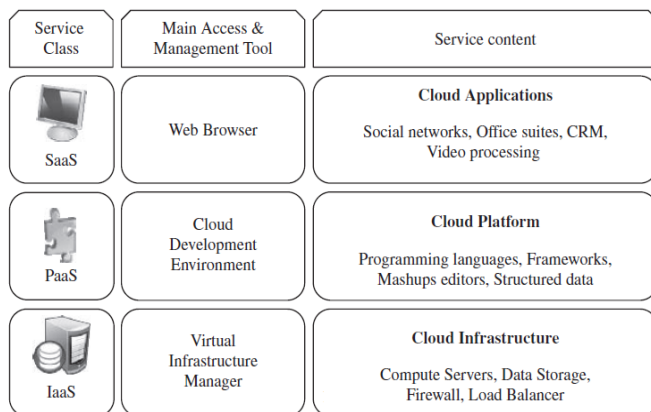 Service
Class
Main Access &
Management Tool
Service content
SaaS
Web Browser
Cloud Applications
Social networks, Office suites, CRM,
Video processing
PaaS
Cloud
Development
Environment
Cloud Platform
Programming languages, Frameworks,
Mashups editors, Structured data
IaaS
Virtual
Infrastructure
Manager
Cloud Infrastructure
Compute Servers, Data Storage,
Firewall, Load Balancer